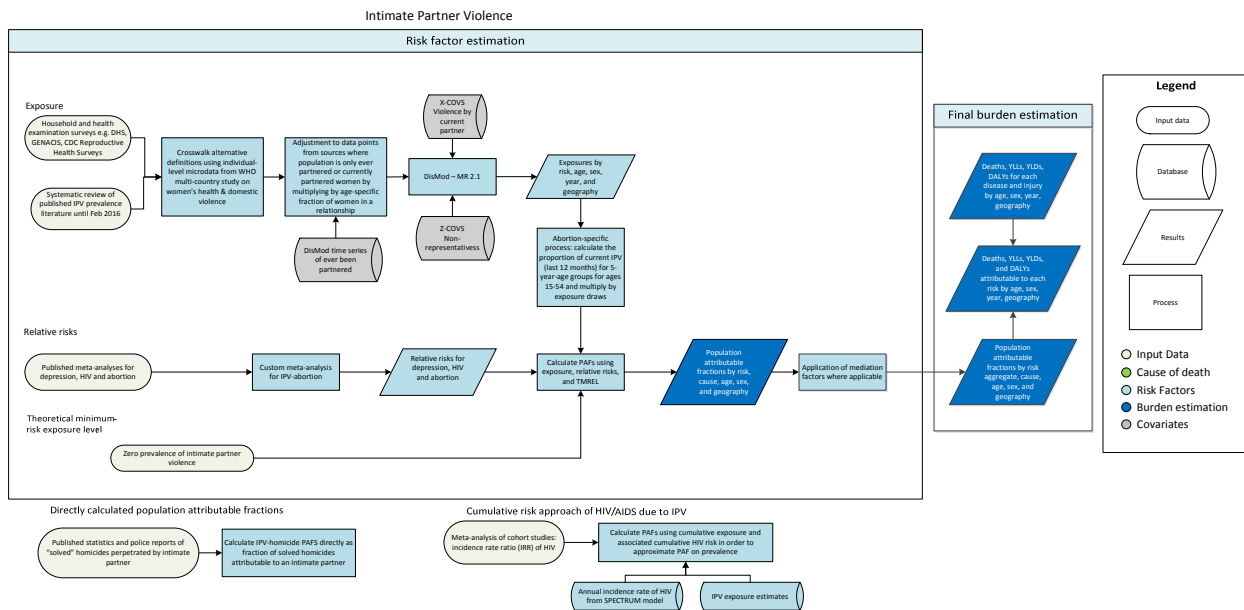 Intimate Partner Violence
Risk factor estimation
Exposure
Household and health
examination surveys e.g. DHS,
GENACIS, CDC Reproductive
Health Surveys
Systematic review of
published IPV prevalence
literature until Feb 2016
Crosswalk alternative
definitions using individual-
level microdata from WHO
multi-country study on
women's health & domestic
violence
Adjustment to data points
from sources where
population is only ever
partnered or currently
partnered women by
multiplying by age-specific
fraction of women in a
relationship
DisMod time series
of ever been
partnered
X-COVS
Violence by
current
partner
DisMod – MR 2.1
Z-COVS
Non-
representativess
Exposures by
risk, age, sex,
year, and
geography
Abortion-specific
process: calculate the
proportion of current IPV
(last 12 months) for 5-
year-age groups for ages
15-54 and multiply by
exposure draws
Relative risks
Published meta-analyses for
depression, HIV and abortion
Custom meta-analysis
for IPV-abortion
Relative risks for
depression, HIV
and abortion
Calculate PAFs using
exposure, relative risks, and
TMREL
Population
attributable
fractions by risk,
cause, age, sex,
and geography
Application of mediation
factors where applicable
Theoretical minimum-
risk exposure level
Zero prevalence of intimate partner
violence
Final burden estimation
Deaths, YLLs, YLDs,
DALYs for each
disease and injury
by age, sex, year,
geography
Deaths, YLLs, YLDs,
and DALYs
attributable to each
risk by age, sex,
year, geography
Population
attributable
fractions by risk
aggregate, cause,
age, sex, and
geography
Legend
Input data
Database
Results
Process
Input Data
Cause of death
Risk Factors
Burden estimation
Covariates
Directly calculated population attributable fractions
Published statistics and police reports of
"solved" homicides perpetrated by intimate
partner
Calculate IPV-homicide PAFS directly as
fraction of solved homicides
attributable to an intimate partner
Cumulative risk approach of HIV/AIDS due to IPV
Meta-analysis of cohort studies:
incidence rate ratio (IRR) of HIV
Calculate PAFs using cumulative exposure and
associated cumulative HIV risk in order to
approximate PAF on prevalence
Annual incidence rate of HIV
from SPECTRUM model
IPV exposure estimates